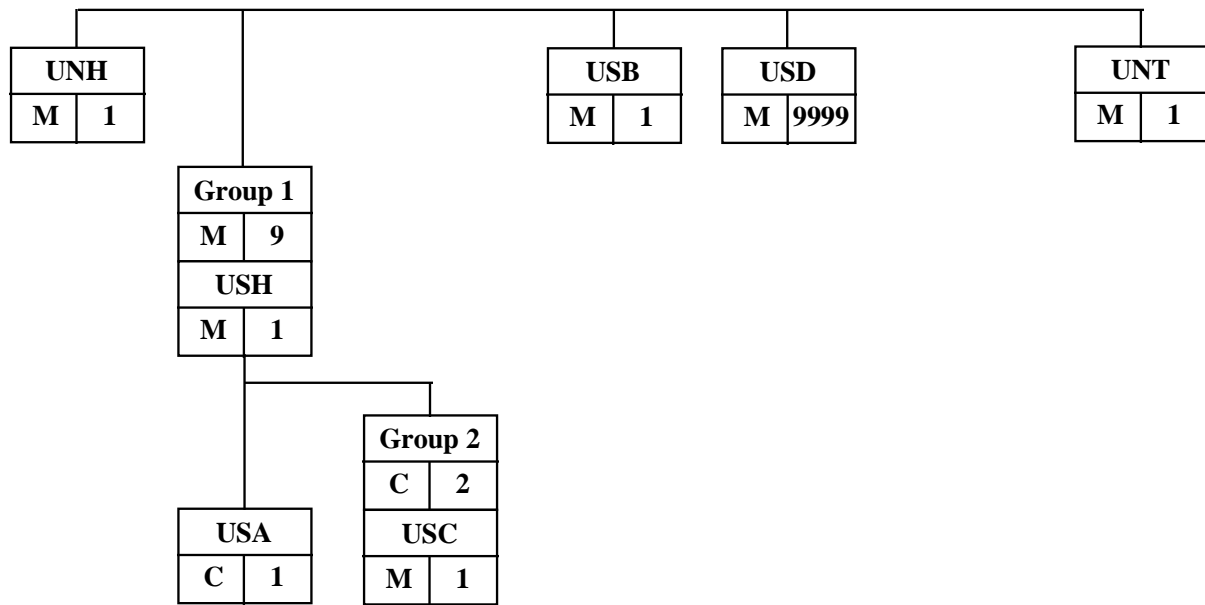 UNH
M 1
USB
M 1
USD
M 9999
UNT
M 1
Group 1
M 9
USH
M 1
Group 2
C 2
USC
M 1
USA
C 1